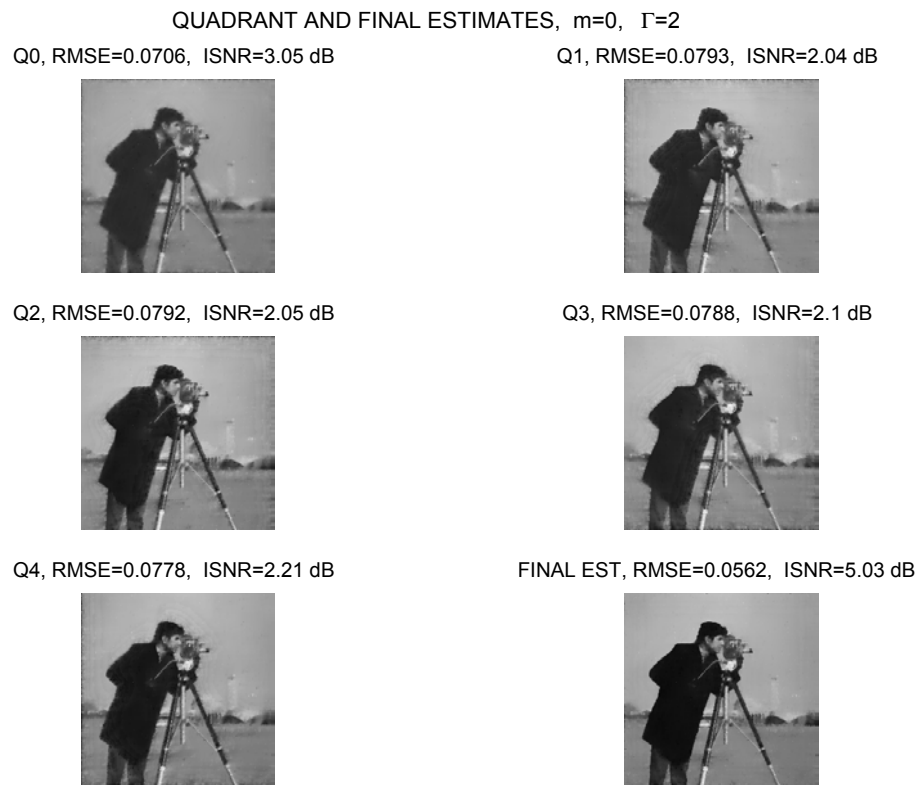 QUADRANT AND FINAL ESTIMATES, m=0, Γ=2
Q0, RMSE=0.0706, ISNR=3.05 dB
Q1, RMSE=0.0793, ISNR=2.04 dB
Q2, RMSE=0.0792, ISNR=2.05 dB
Q3, RMSE=0.0788, ISNR=2.1 dB
Q4, RMSE=0.0778, ISNR=2.21 dB
FINAL EST, RMSE=0.0562, ISNR=5.03 dB